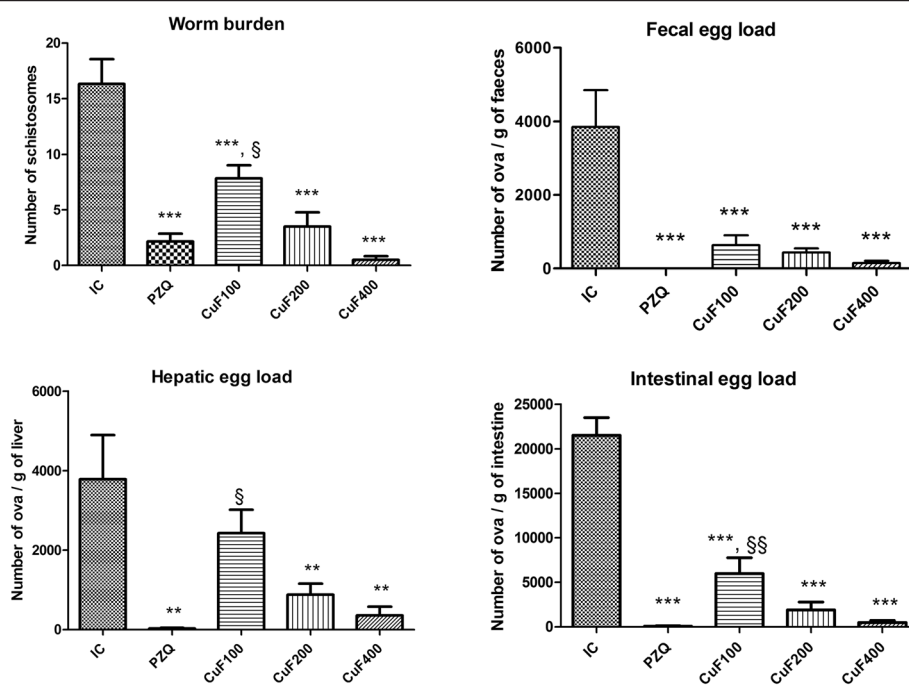 Worm burden
Number of schistosomes
20
15
10
5
0
***
***, §
***
***
IC
PZQ
CuF100
CuF200
CuF400
Fecal egg load
Number of ova / g of faeces
6000
4000
2000
0
***
***
***
***
IC
PZQ
CuF100
CuF200
CuF400
Hepatic egg load
Number of ova / g of liver
6000
4000
2000
0
**
§
**
**
IC
PZQ
CuF100
CuF200
CuF400
Intestinal egg load
Number of ova / g of intestine
25000
20000
15000
10000
5000
0
***
***, §§
***
***
IC
PZQ
CuF100
CuF200
CuF400